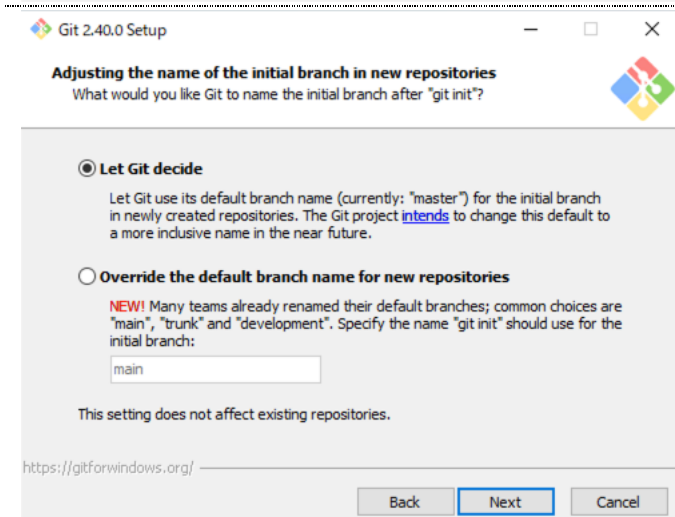 Git 2.40.0 Setup
Adjusting the name of the initial branch in new repositories
What would you like Git to name the initial branch after "git init"?
Let Git decide
Let Git use its default branch name (currently: "master") for the initial branch
in newly created repositories. The Git project intends to change this default to
a more inclusive name in the near future.
Override the default branch name for new repositories
NEW! Many teams already renamed their default branches; common choices are
"main", "trunk" and "development". Specify the name "git init" should use for the
initial branch:
main
This setting does not affect existing repositories.
https://gitforwindows.org/
Back Next Cancel